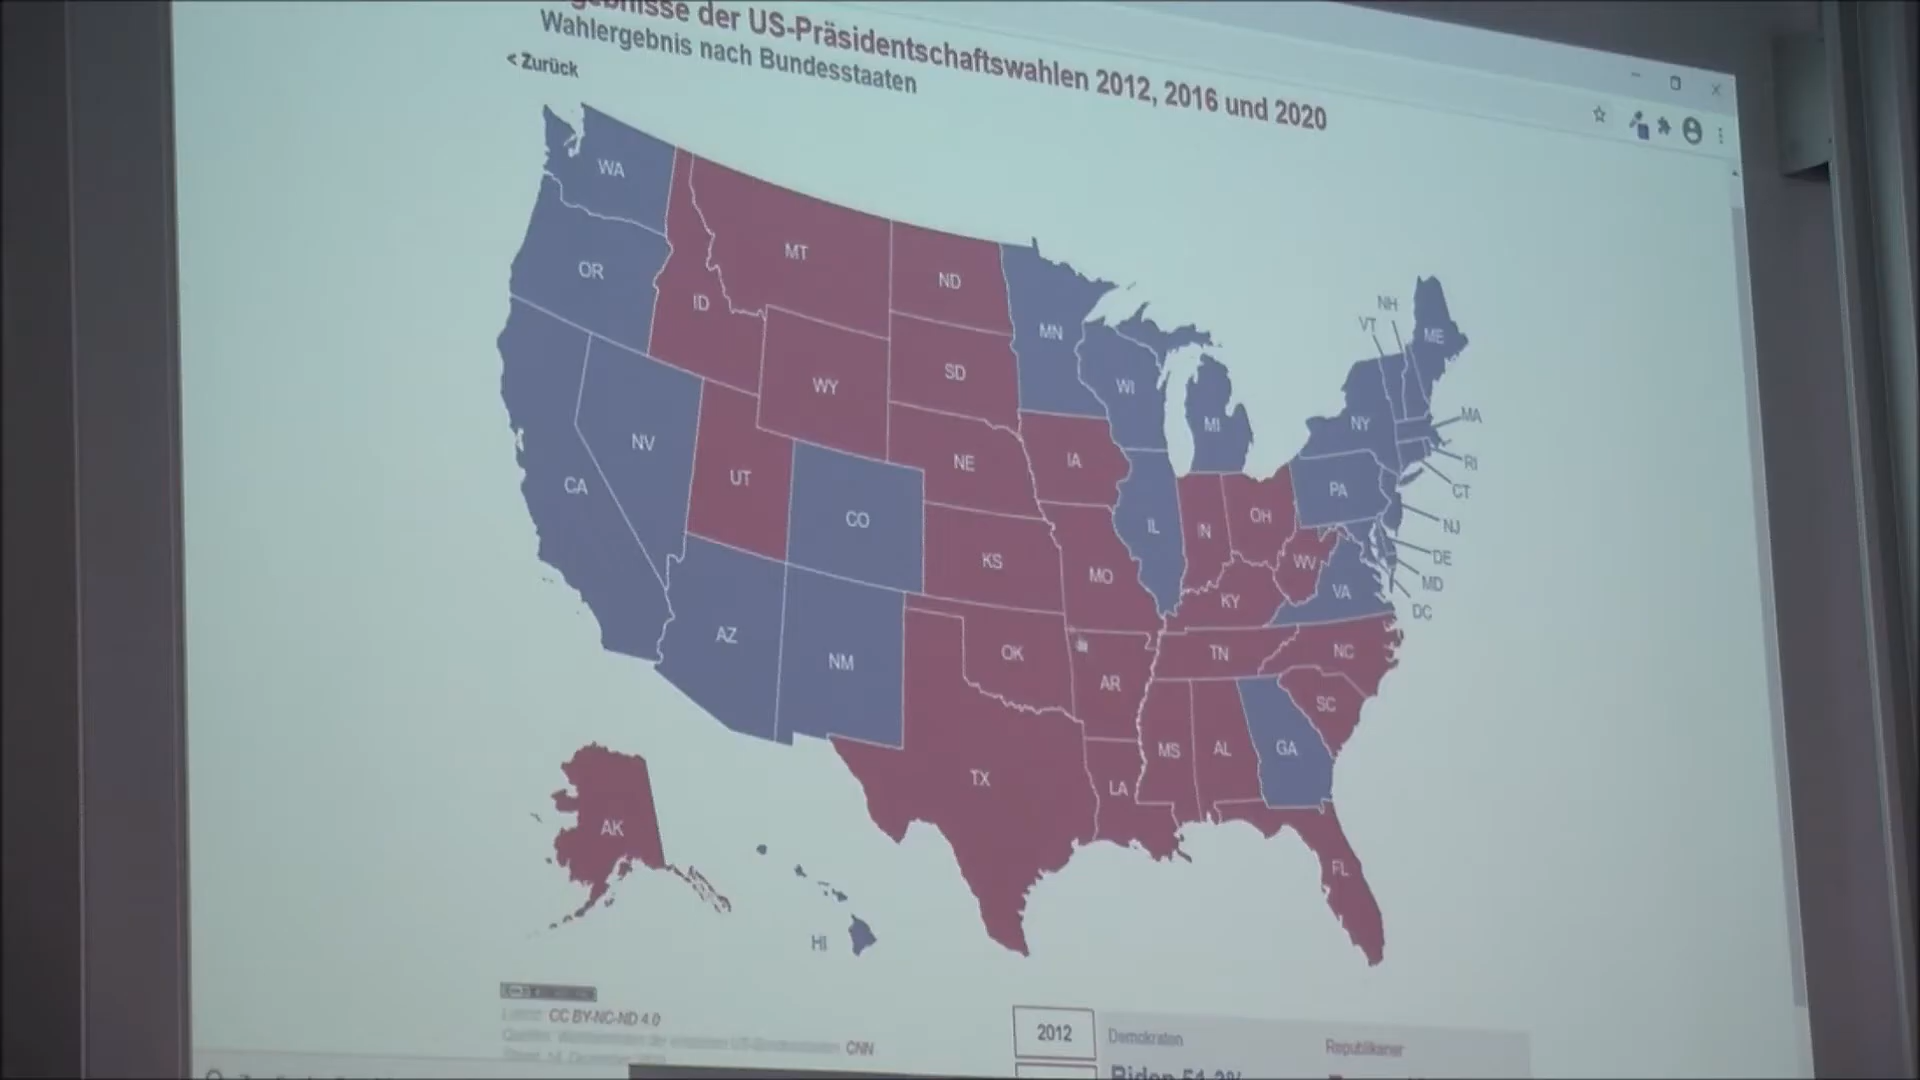 der US-Präsidentschaftswahlen 2012, 2016 und 2020
Wahlergebnis nach Bundesstaaten
< Zurück
WA
OR
CA
NV
ID
MT
WY
UT
CO
AZ
NM
ND
SD
NE
KS
OK
TX
MN
IA
MO
AR
LA
WI
IL
MI
IN
OH
KY
TN
MS
AL
GA
FL
SC
NC
VA
WV
PA
NY
VT
NH
ME
MA
RI
CT
NJ
DE
MD
DC
AK
HI
CC BY-NC-ND 4.0
CNN
2012
Demokraten
Republikaner
Biden 51,3%